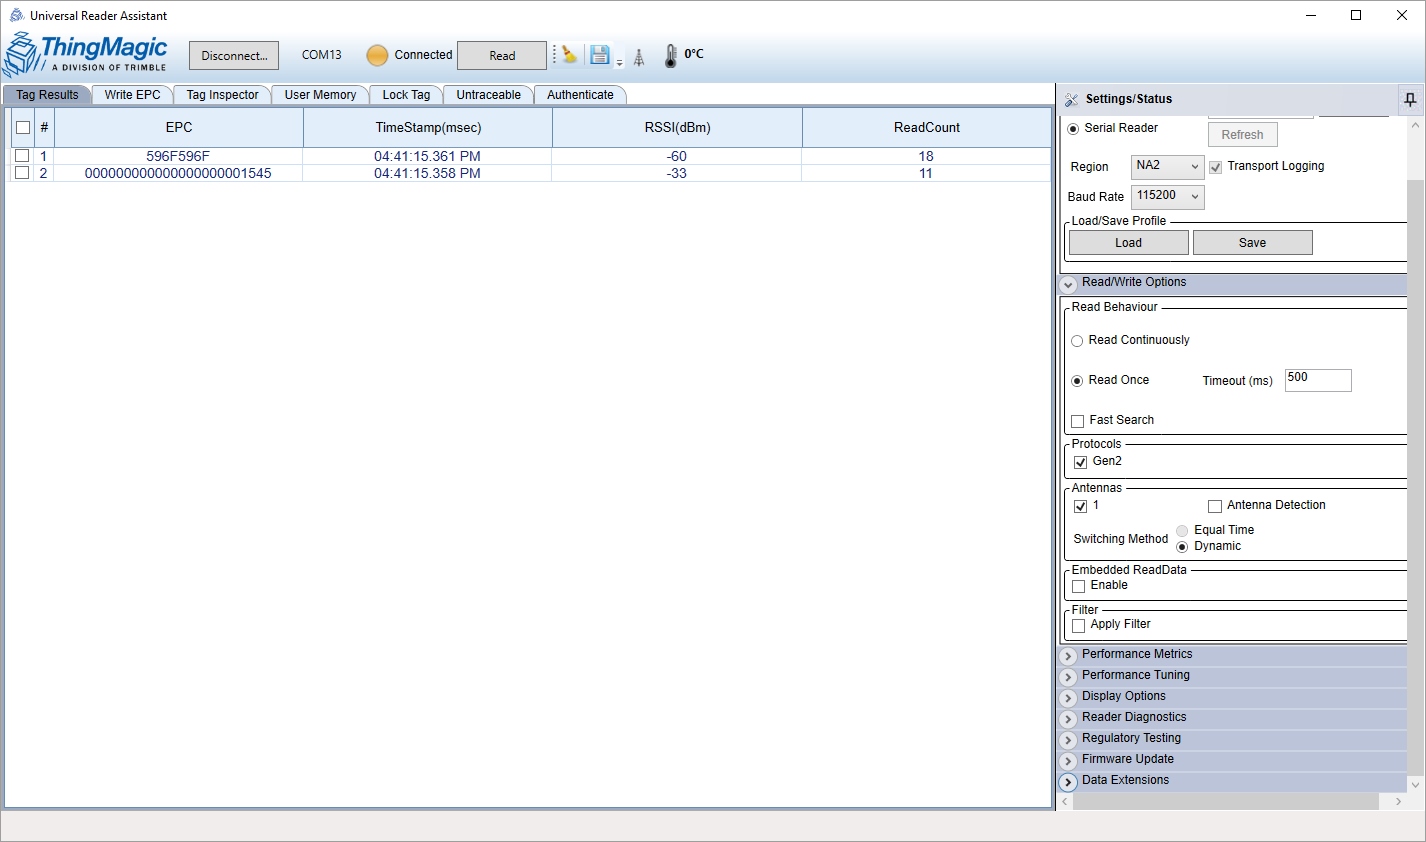 Universal Reader Assistant
ThingMagic
A DIVISION OF TRIMBLE
Disconnect... COM13 Connected Read 0°C
Tag Results Write EPC Tag Inspector User Memory Lock Tag Untraceable Authenticate
# EPC TimeStamp(msec) RSSI(dBm) ReadCount
1 596F596F 04:41:15.361 PM -60 18
2 000000000000000000001545 04:41:15.358 PM -33 11
Settings/Status
Serial Reader
Refresh
Region NA2 Transport Logging
Baud Rate 115200
Load/Save Profile
Load Save
Read/Write Options
Read Behaviour
Read Continuously
Read Once Timeout (ms) 500
Fast Search
Protocols
Gen2
Antennas
1 Antenna Detection
Switching Method Equal Time
Dynamic
Embedded ReadData
Enable
Filter
Apply Filter
Performance Metrics
Performance Tuning
Display Options
Reader Diagnostics
Regulatory Testing
Firmware Update
Data Extensions